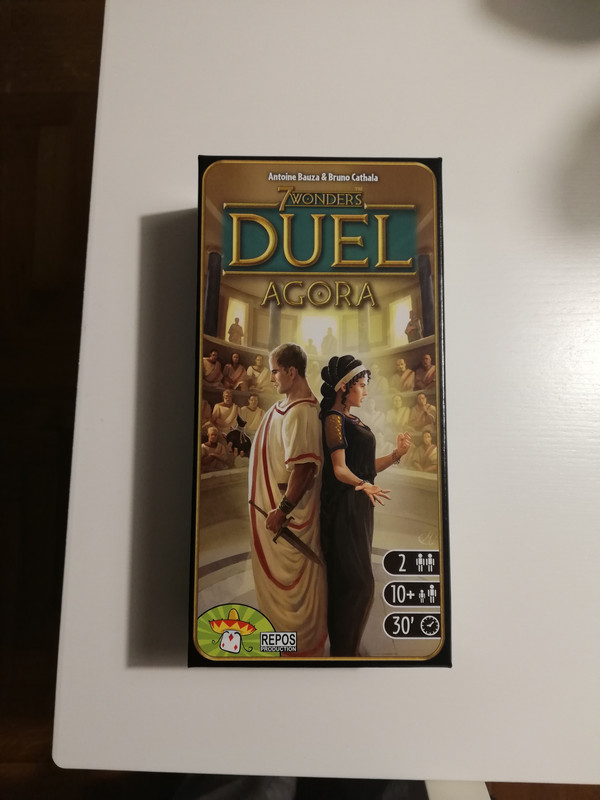 Antoine Bauza & Bruno Cathala
7 WONDERS
DUEL
AGORA
2
10+
30'
REPOS
PRODUCTION